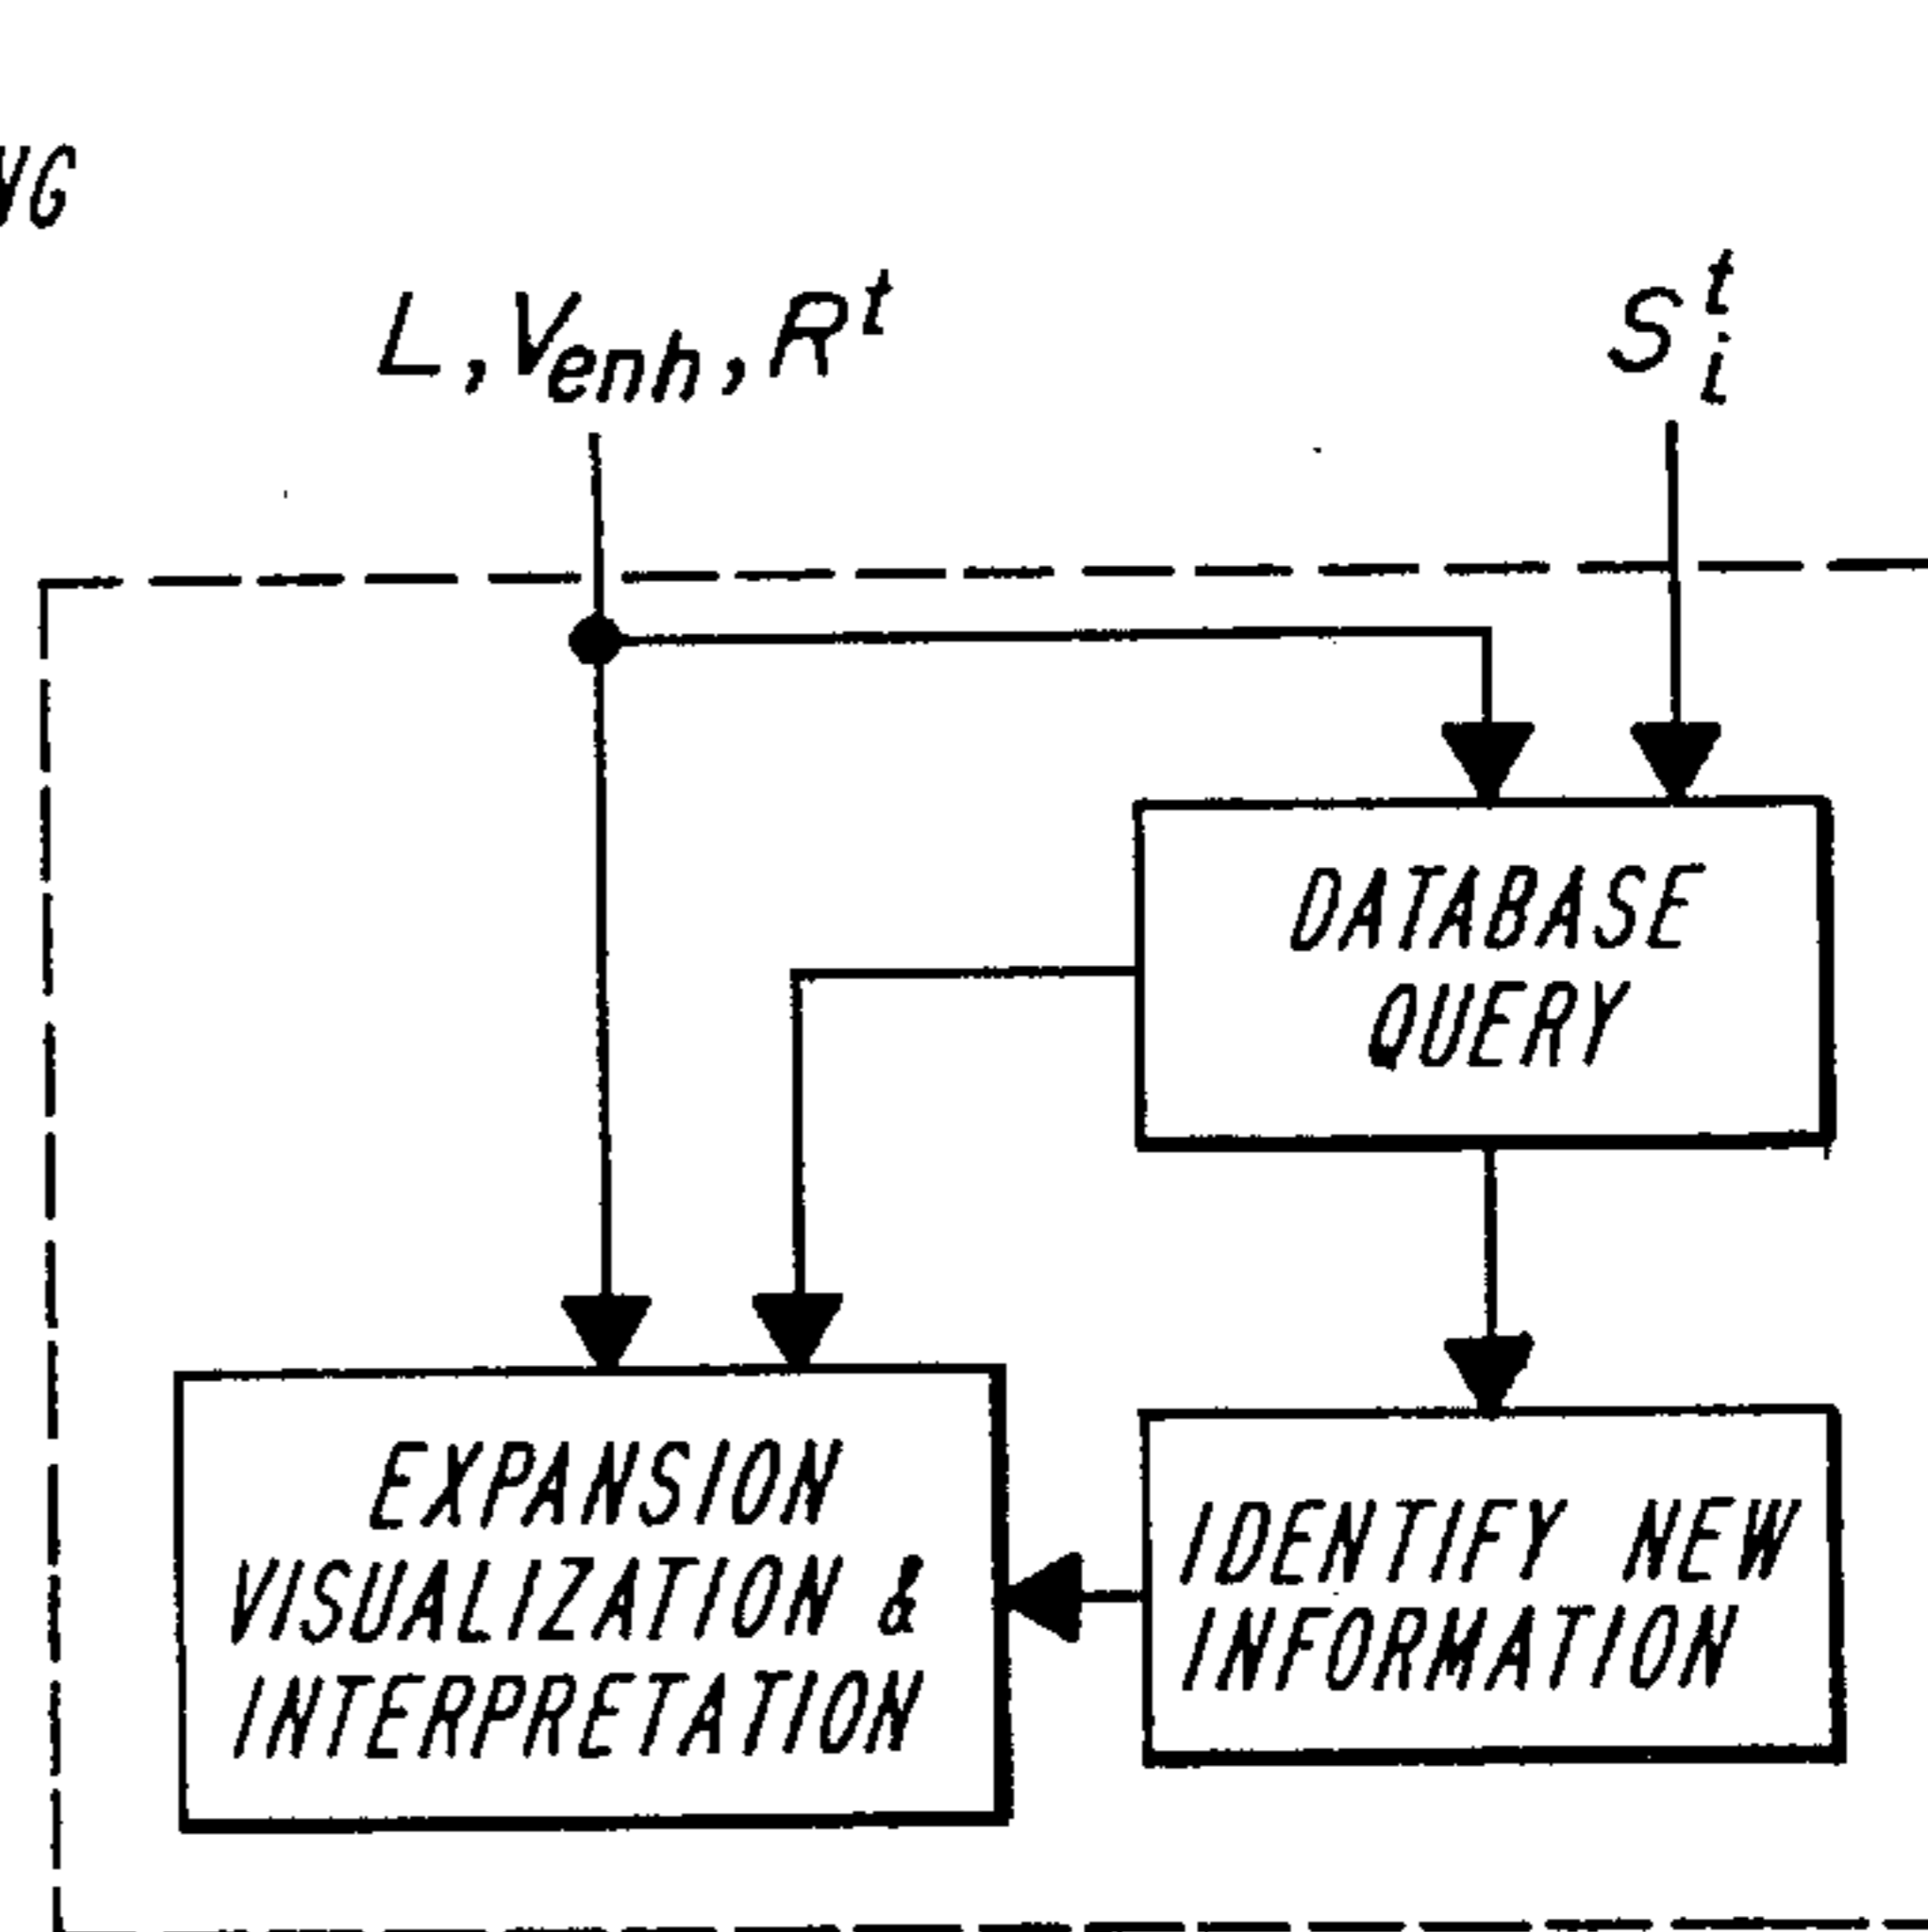 L, V_enh, R^t
S_i^t
DATABASE
QUERY
EXPANSION
VISUALIZATION &
INTERPRETATION
IDENTIFY NEW
INFORMATION